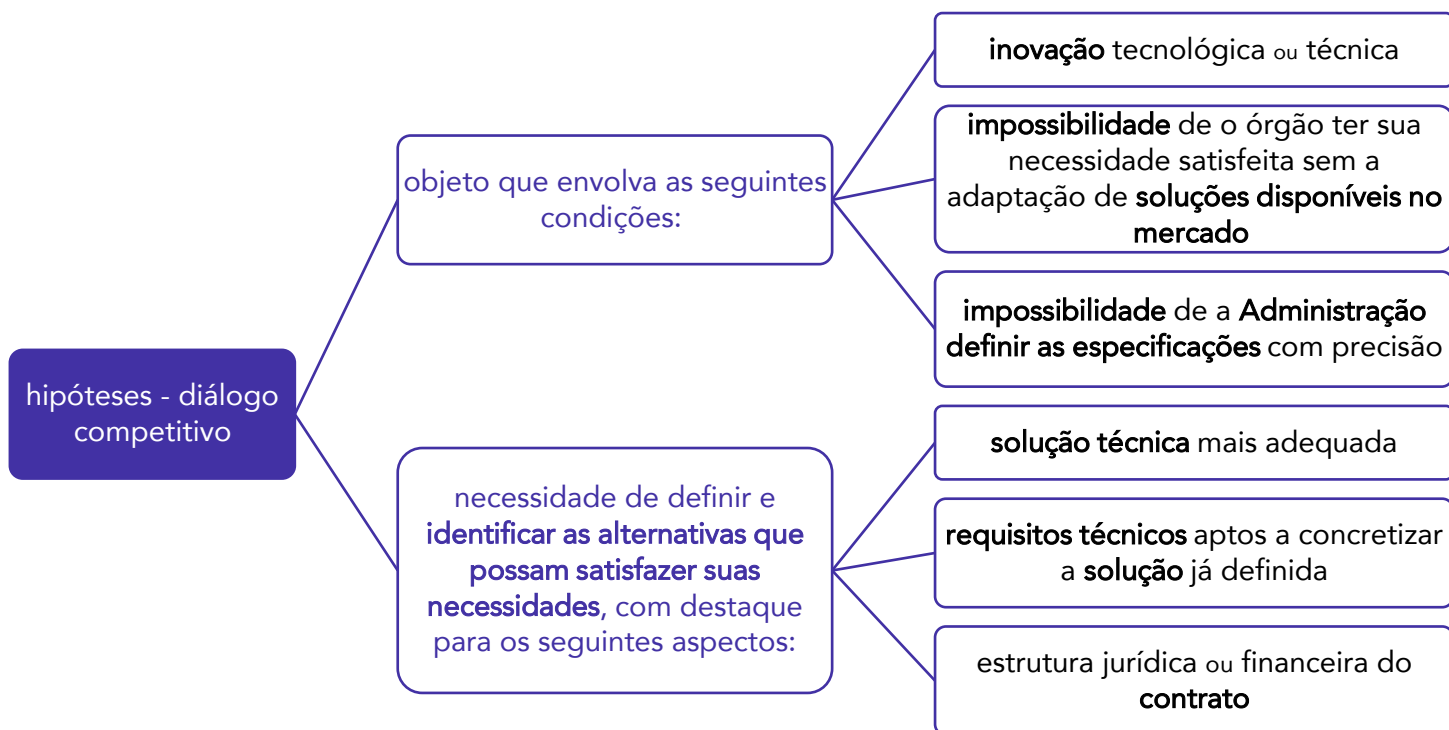 hipóteses - diálogo
competitivo
objeto que envolva as seguintes
condições:
inovação tecnológica ou técnica
impossibilidade de o órgão ter sua
necessidade satisfeita sem a
adaptação de soluções disponíveis no
mercado
impossibilidade de a Administração
definir as especificações com precisão
necessidade de definir e
identificar as alternativas que
possam satisfazer suas
necessidades, com destaque
para os seguintes aspectos:
solução técnica mais adequada
requisitos técnicos aptos a concretizar
a solução já definida
estrutura jurídica ou financeira do
contrato